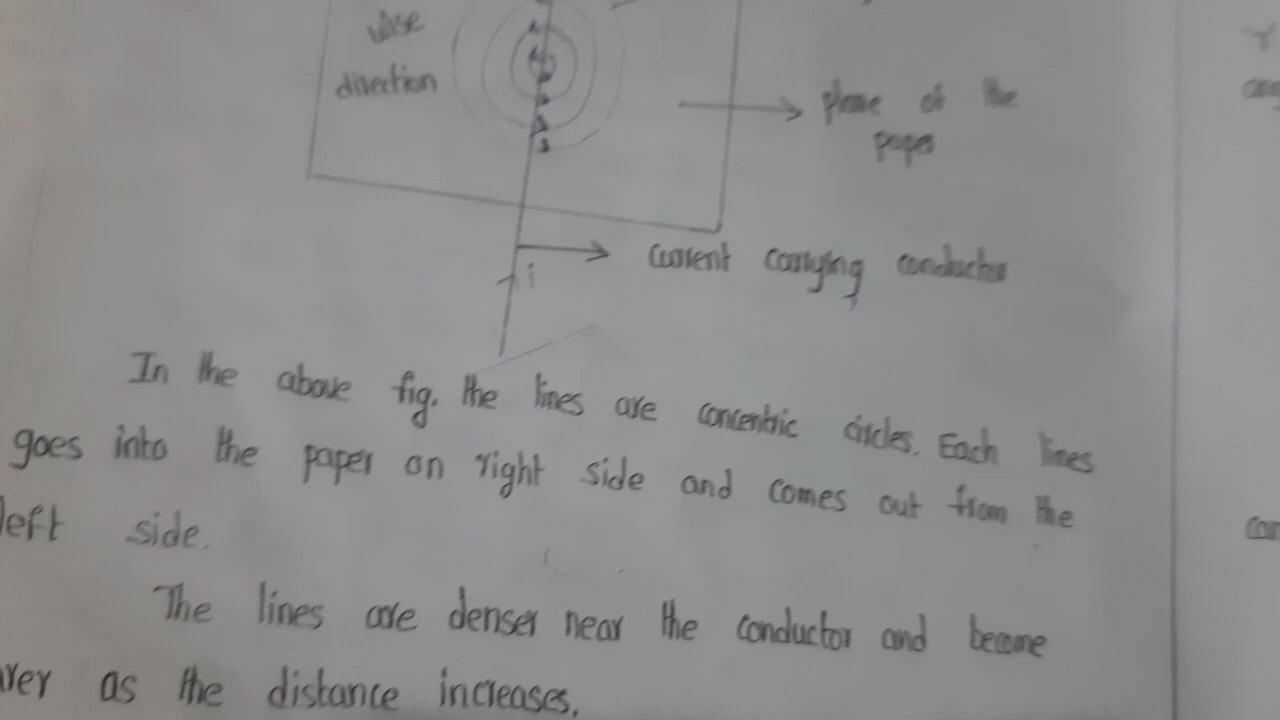 wise
direction
plane of the
paper
current carrying conductor
i
In the above fig. the lines are concentric circles. Each lines
goes into the paper on right side and comes out from the
left side.
The lines are denser near the conductor and become
as the distance increases.